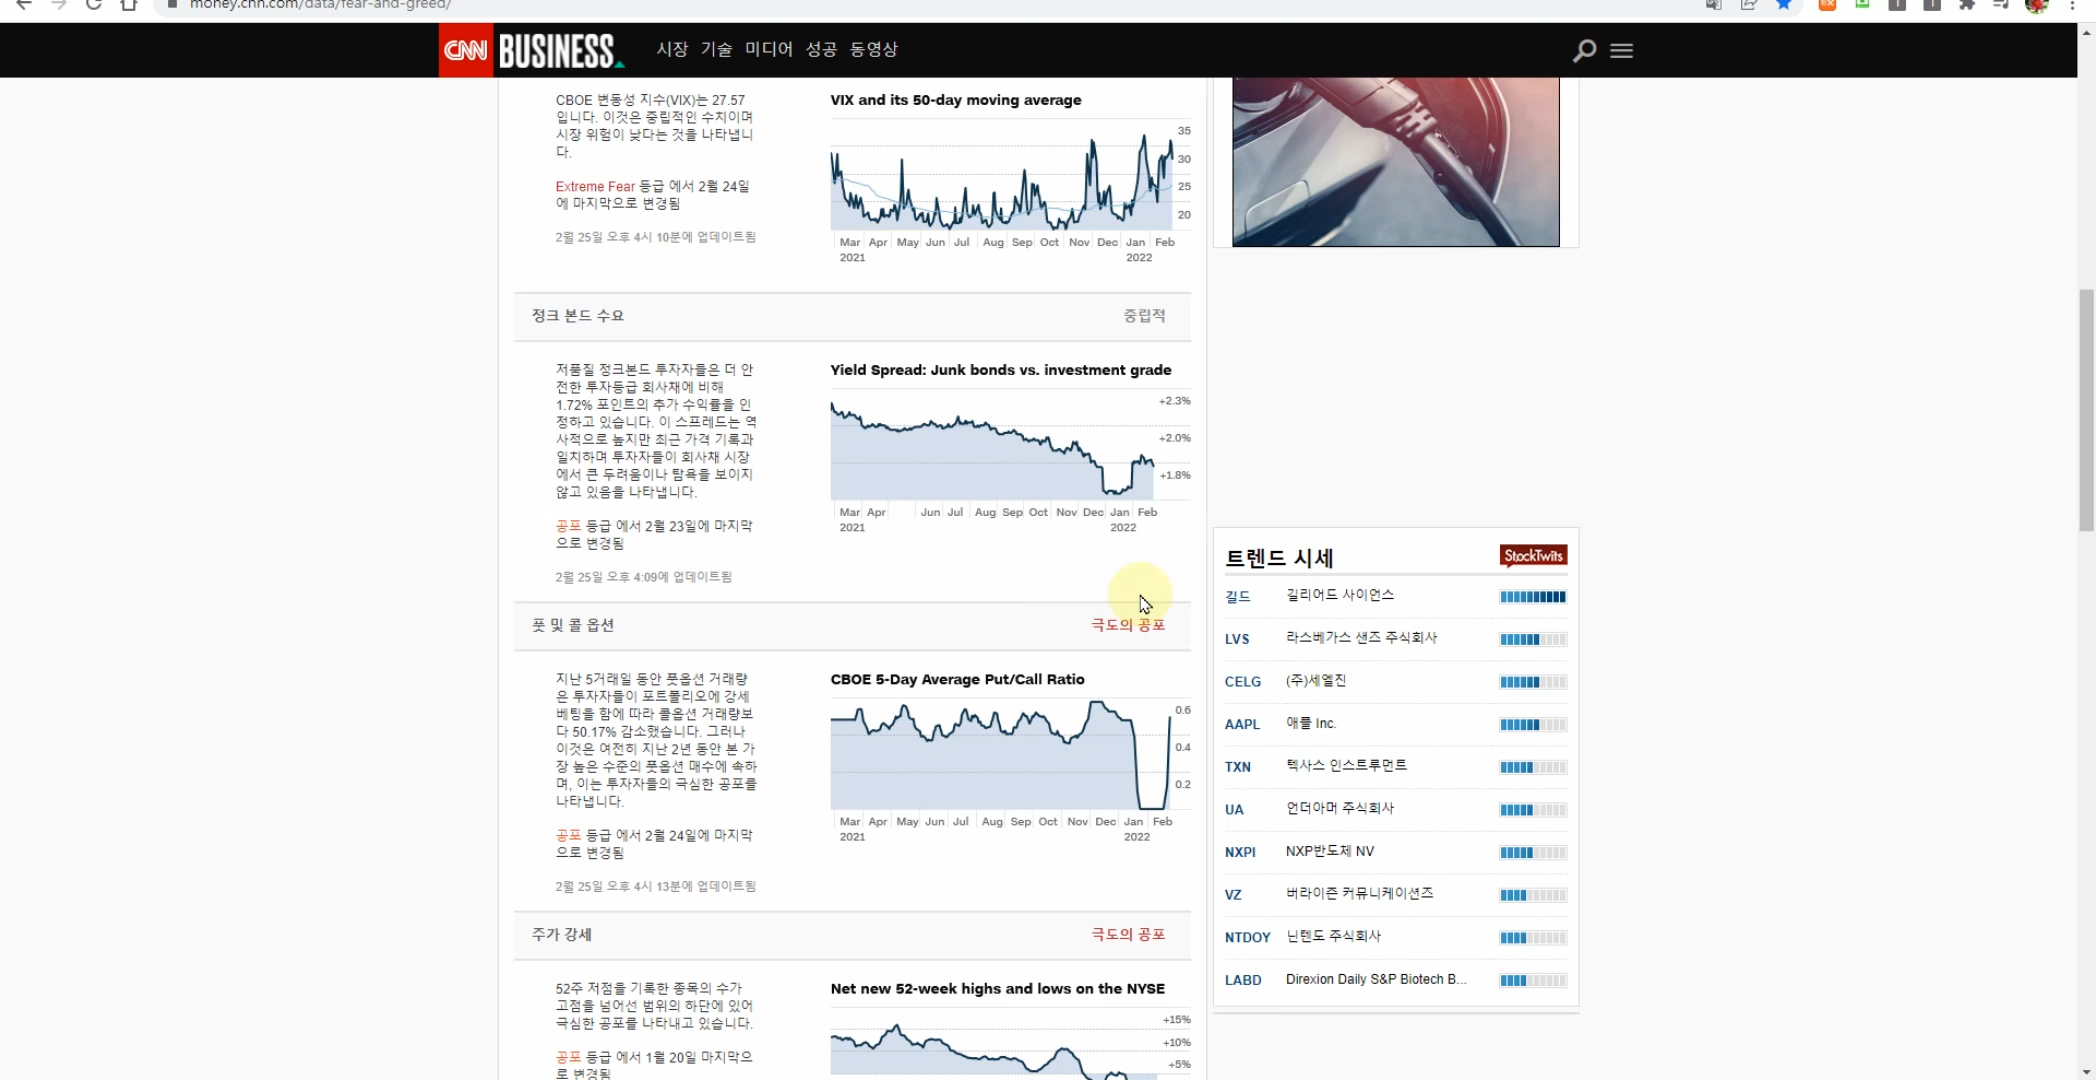 money.cnn.com/data/fear-and-greed/
CNN BUSINESS 시장 기술 미디어 성공 동영상
CBOE 변동성 지수(VIX)는 27.57
입니다. 이것은 중립적인 수치이며
시장 위험이 낮다는 것을 나타냅니
다.
Extreme Fear 등급 에서 2월 24일
에 마지막으로 변경됨
2월 25일 오후 4시 10분에 업데이트됨
VIX and its 50-day moving average
35
30
25
20
Mar Apr May Jun Jul Aug Sep Oct Nov Dec Jan Feb
2021 2022
정크 본드 수요 중립적
저품질 정크본드 투자자들은 더 안
전한 투자등급 회사채에 비해
1.72% 포인트의 추가 수익률을 인
정하고 있습니다. 이 스프레드는 역
사적으로 높지만 최근 가격 기록과
일치하며 투자자들이 회사채 시장
에서 큰 두려움이나 탐욕을 보이지
않고 있음을 나타냅니다.
공포 등급 에서 2월 23일에 마지막
으로 변경됨
2월 25일 오후 4:09에 업데이트됨
Yield Spread: Junk bonds vs. investment grade
+2.3%
+2.0%
+1.8%
Mar Apr Jun Jul Aug Sep Oct Nov Dec Jan Feb
2021 2022
풋 및 콜 옵션 극도의 공포
지난 5거래일 동안 풋옵션 거래량
은 투자자들이 포트폴리오에 강세
베팅을 함에 따라 콜옵션 거래량보
다 50.17% 감소했습니다. 그러나
이것은 여전히 지난 2년 동안 본 가
장 높은 수준의 풋옵션 매수에 속하
며, 이는 투자자들의 극심한 공포를
나타냅니다.
공포 등급 에서 2월 24일에 마지막
으로 변경됨
2월 25일 오후 4시 13분에 업데이트됨
CBOE 5-Day Average Put/Call Ratio
0.6
0.4
0.2
Mar Apr May Jun Jul Aug Sep Oct Nov Dec Jan Feb
2021 2022
주가 강세 극도의 공포
52주 저점을 기록한 종목의 수가
고점을 넘어선 범위의 하단에 있어
극심한 공포를 나타내고 있습니다.
공포 등급 에서 1월 20일 마지막으
로 변경됨
Net new 52-week highs and lows on the NYSE
+15%
+10%
+5%
트렌드 시세 StockTwits
길드 길리어드 사이언스
LVS 라스베가스 샌즈 주식회사
CELG (주)세엘진
AAPL 애플 Inc.
TXN 텍사스 인스트루먼트
UA 언더아머 주식회사
NXPI NXP반도체 NV
VZ 버라이즌 커뮤니케이션즈
NTDOY 닌텐도 주식회사
LABD Direxion Daily S&P Biotech B...